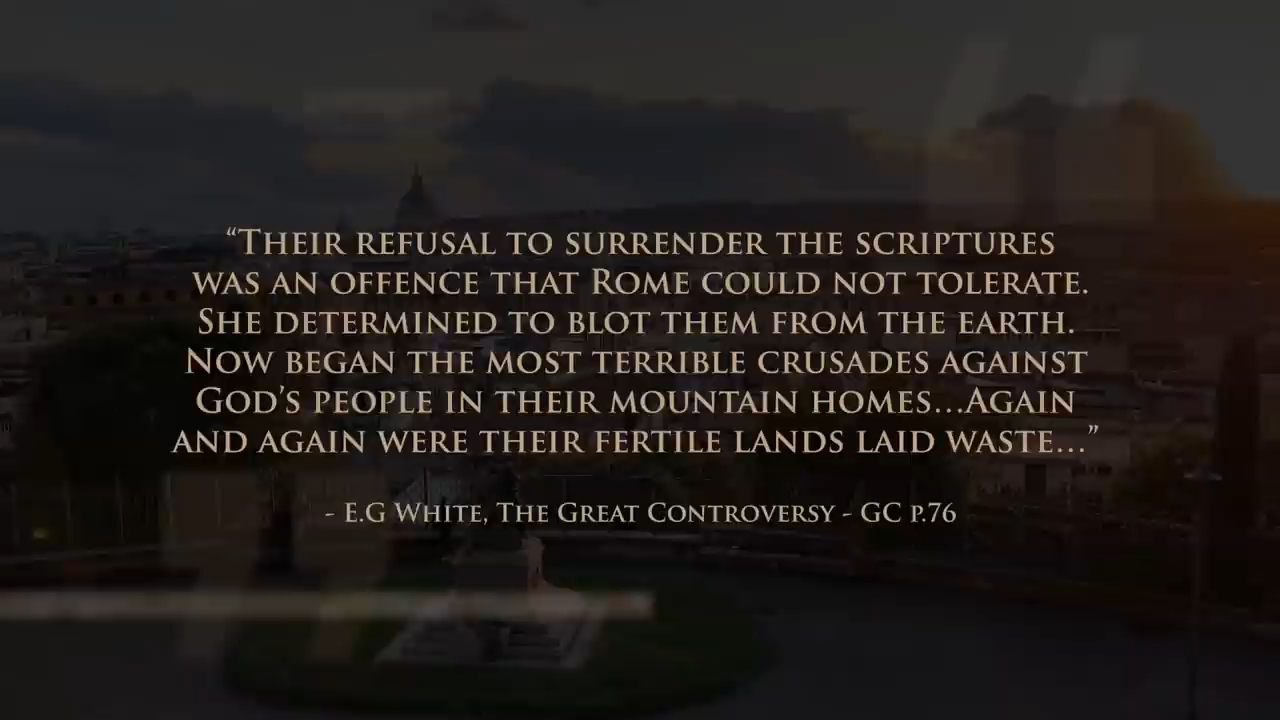 “Their refusal to surrender the scriptures
was an offence that Rome could not tolerate.
She determined to blot them from the earth.
Now began the most terrible crusades against
God’s people in their mountain homes…Again
and again were their fertile lands laid waste…”
- E.G White, The Great Controversy - GC p.76